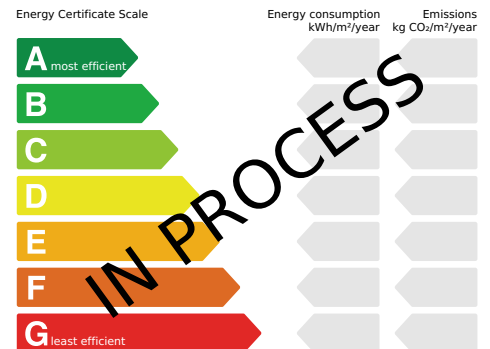 Energy Certificate Scale
Energy consumption
kWh/m²/year
Emissions
kg CO₂/m²/year
A most efficient
B
C
D
E
F
G least efficient
IN PROCESS